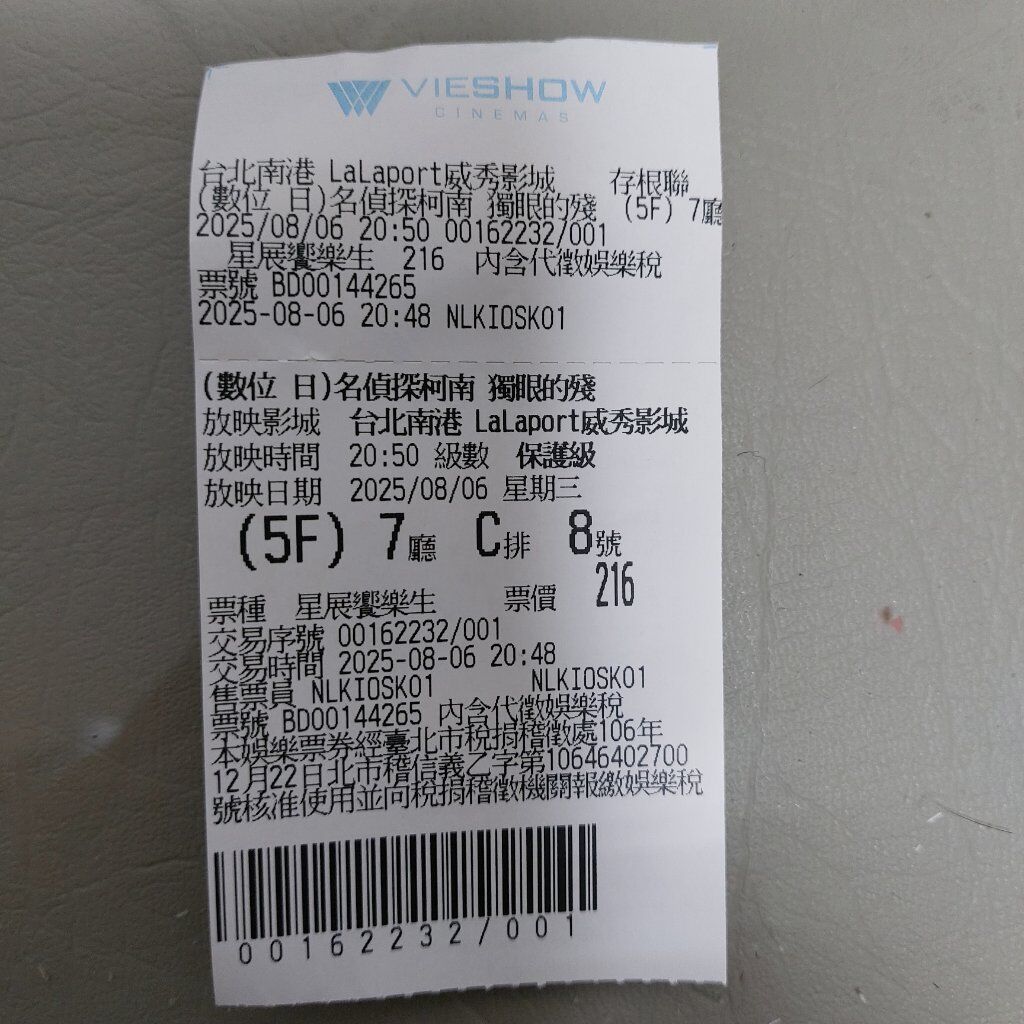 VIESHOW
CINEMAS
台北南港 LaLaport威秀影城 存根聯
(數位 日)名偵探柯南 獨眼的殘 (5F) 7廳
2025/08/06 20:50 00162232/001
星展饗樂生 216 內含代徵娛樂稅
票號 BD00144265
2025-08-06 20:48 NLKIOSK01
(數位 日)名偵探柯南 獨眼的殘
放映影城 台北南港 LaLaport威秀影城
放映時間 20:50 級數 保護級
放映日期 2025/08/06 星期三
(5F) 7廳 C排 8號
票種 星展饗樂生 票價 216
交易序號 00162232/001
交易時間 2025-08-06 20:48
售票員 NLKIOSK01 NLKIOSK01
票號 BD00144265 內含代徵娛樂稅
本娛樂票券經臺北市稅捐稽徵處106年
12月22日北市稽信義乙字第10646402700
號核准使用並向稅捐稽徵機關報繳娛樂稅
00162232/001